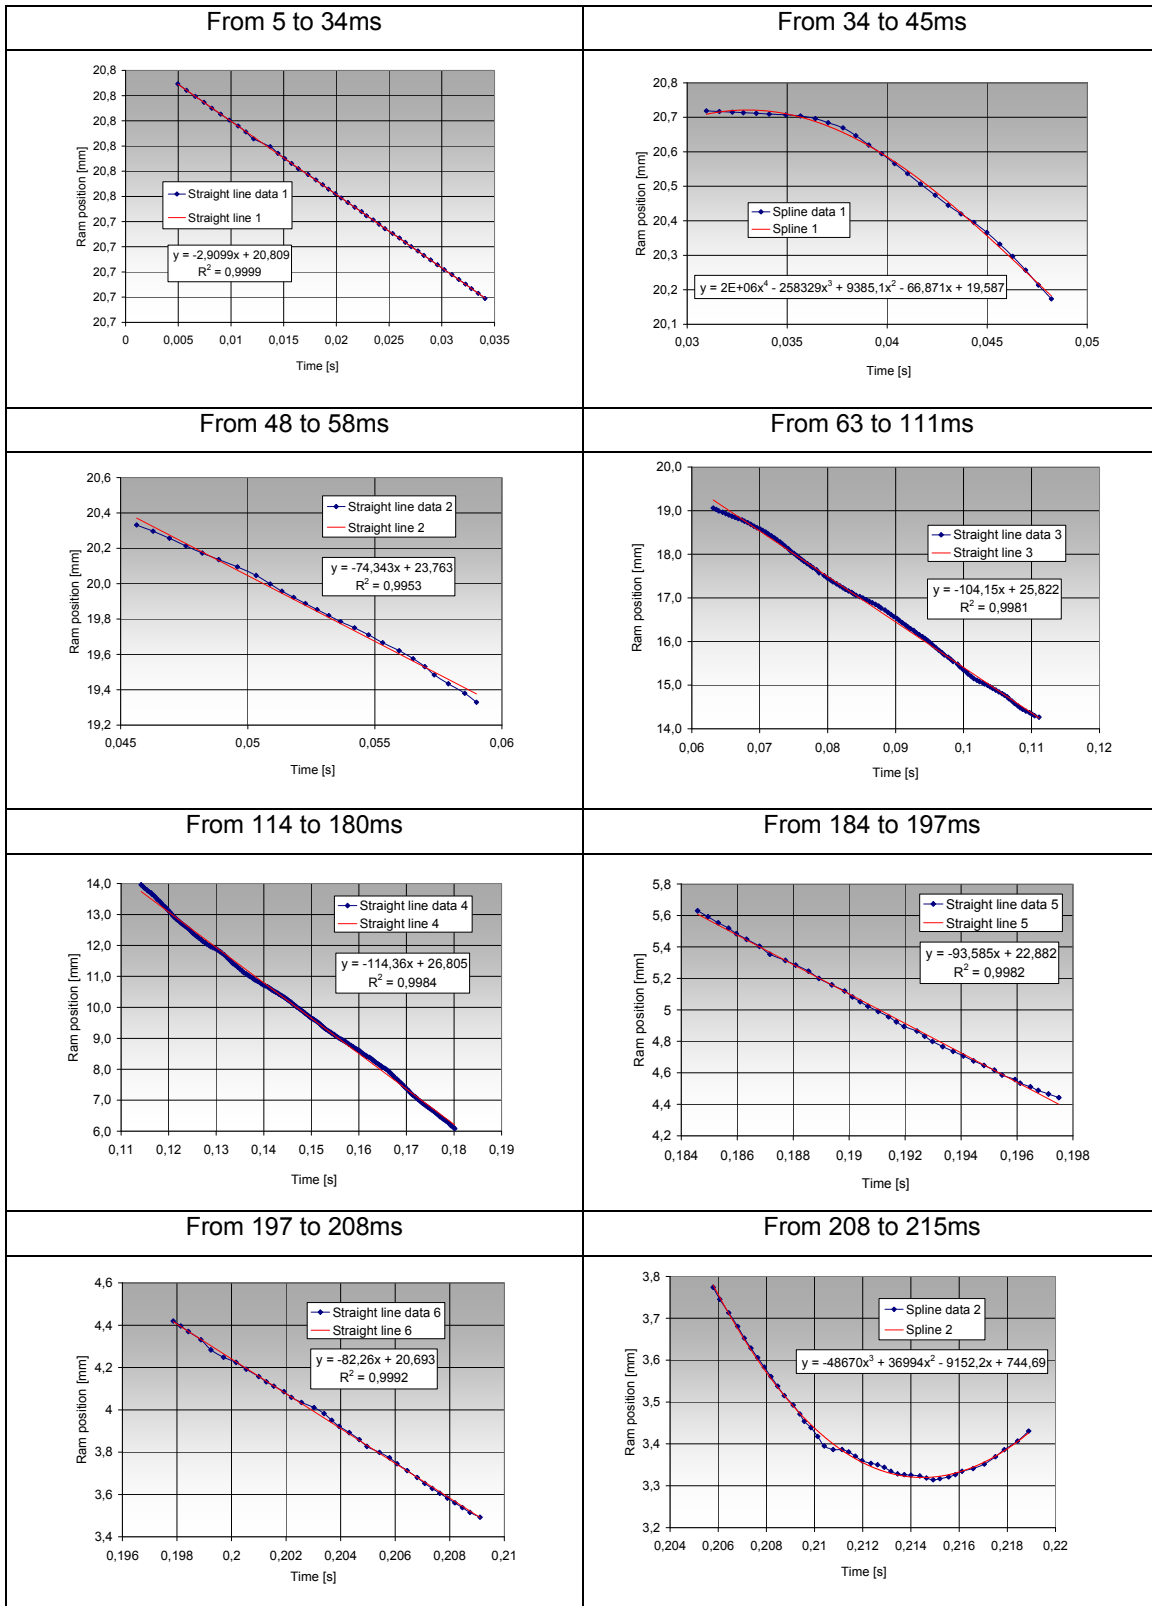 From 5 to 34ms
From 34 to 45ms
20,8
20,8
20,8
20,8
20,8
20,8
20,7
20,7
20,7
20,7
20,7
Ram position [mm]
Straight line data 1
Straight line 1
y = -2,9099x + 20,809
R² = 0,9999
0 0,005 0,01 0,015 0,02 0,025 0,03 0,035
Time [s]
20,8
20,7
20,6
20,5
20,4
20,3
20,2
20,1
Ram position [mm]
Spline data 1
Spline 1
y = 2E+06x⁴ - 258329x³ + 9385,1x² - 66,871x + 19,587
0,03 0,035 0,04 0,045 0,05
Time [s]
From 48 to 58ms
From 63 to 111ms
20,6
20,4
20,2
20,0
19,8
19,6
19,4
19,2
Ram position [mm]
Straight line data 2
Straight line 2
y = -74,343x + 23,763
R² = 0,9953
0,045 0,05 0,055 0,06
Time [s]
20,0
19,0
18,0
17,0
16,0
15,0
14,0
Ram position [mm]
Straight line data 3
Straight line 3
y = -104,15x + 25,822
R² = 0,9981
0,06 0,07 0,08 0,09 0,1 0,11 0,12
Time [s]
From 114 to 180ms
From 184 to 197ms
14,0
13,0
12,0
11,0
10,0
9,0
8,0
7,0
6,0
Ram position [mm]
Straight line data 4
Straight line 4
y = -114,36x + 26,805
R² = 0,9984
0,11 0,12 0,13 0,14 0,15 0,16 0,17 0,18 0,19
Time [s]
5,8
5,6
5,4
5,2
5
4,8
4,6
4,4
4,2
Ram position [mm]
Straight line data 5
Straight line 5
y = -93,585x + 22,882
R² = 0,9982
0,184 0,186 0,188 0,19 0,192 0,194 0,196 0,198
Time [s]
From 197 to 208ms
From 208 to 215ms
4,6
4,4
4,2
4
3,8
3,6
3,4
Ram position [mm]
Straight line data 6
Straight line 6
y = -82,26x + 20,693
R² = 0,9992
0,196 0,198 0,2 0,202 0,204 0,206 0,208 0,21
Time [s]
3,8
3,7
3,6
3,5
3,4
3,3
3,2
Ram position [mm]
Spline data 2
Spline 2
y = -48670x³ + 36994x² - 9152,2x + 744,69
0,204 0,206 0,208 0,21 0,212 0,214 0,216 0,218 0,22
Time [s]